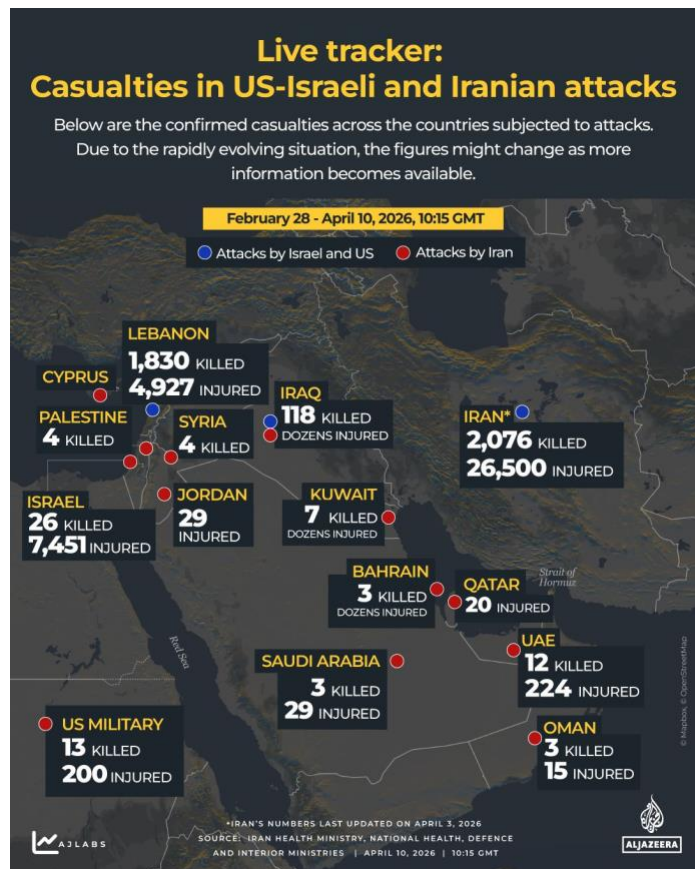 Live tracker:
Casualties in US-Israeli and Iranian attacks
Below are the confirmed casualties across the countries subjected to attacks.
Due to the rapidly evolving situation, the figures might change as more
information becomes available.
February 28 - April 10, 2026, 10:15 GMT
Attacks by Israel and US
Attacks by Iran
LEBANON
1,830 KILLED
4,927 INJURED
CYPRUS
PALESTINE
4 KILLED
SYRIA
4 KILLED
IRAQ
118 KILLED
DOZENS INJURED
IRAN*
2,076 KILLED
26,500 INJURED
ISRAEL
26 KILLED
7,451 INJURED
JORDAN
29
INJURED
KUWAIT
7 KILLED
DOZENS INJURED
BAHRAIN
3 KILLED
DOZENS INJURED
QATAR
20 INJURED
Strait of
Hormuz
UAE
12 KILLED
224 INJURED
Red Sea
SAUDI ARABIA
3 KILLED
29 INJURED
US MILITARY
13 KILLED
200 INJURED
OMAN
3 KILLED
15 INJURED
© Mapbox, © OpenStreetMap
*IRAN'S NUMBERS LAST UPDATED ON APRIL 3, 2026
SOURCE: IRAN HEALTH MINISTRY, NATIONAL HEALTH, DEFENCE
AND INTERIOR MINISTRIES | APRIL 10, 2026 | 10:15 GMT
AJLABS
ALJAZEERA